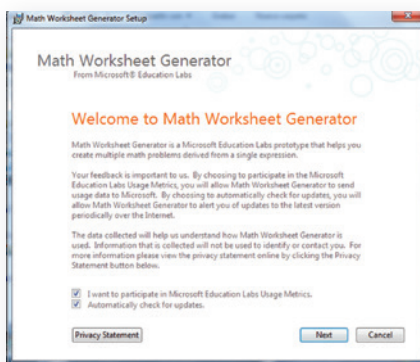 Math Worksheet Generator Setup
Math Worksheet Generator
From Microsoft® Education Labs
Welcome to Math Worksheet Generator
Math Worksheet Generator is a Microsoft Education Labs prototype that helps you
create multiple math problems derived from a single expression.
Your feedback is important to us. By choosing to participate in the Microsoft
Education Labs Usage Metrics, you will allow Math Worksheet Generator to send
usage data to Microsoft. By choosing to automatically check for updates, you will
allow Math Worksheet Generator to alert you of updates to the latest version
periodically over the Internet.
The data collected will help us understand how Math Worksheet Generator is
used. Information that is collected will not be used to identify or contact you. For
more information please view the privacy statement online by clicking the Privacy
Statement button below.
I want to participate in Microsoft Education Labs Usage Metrics.
Automatically check for updates.
Privacy Statement
Next
Cancel